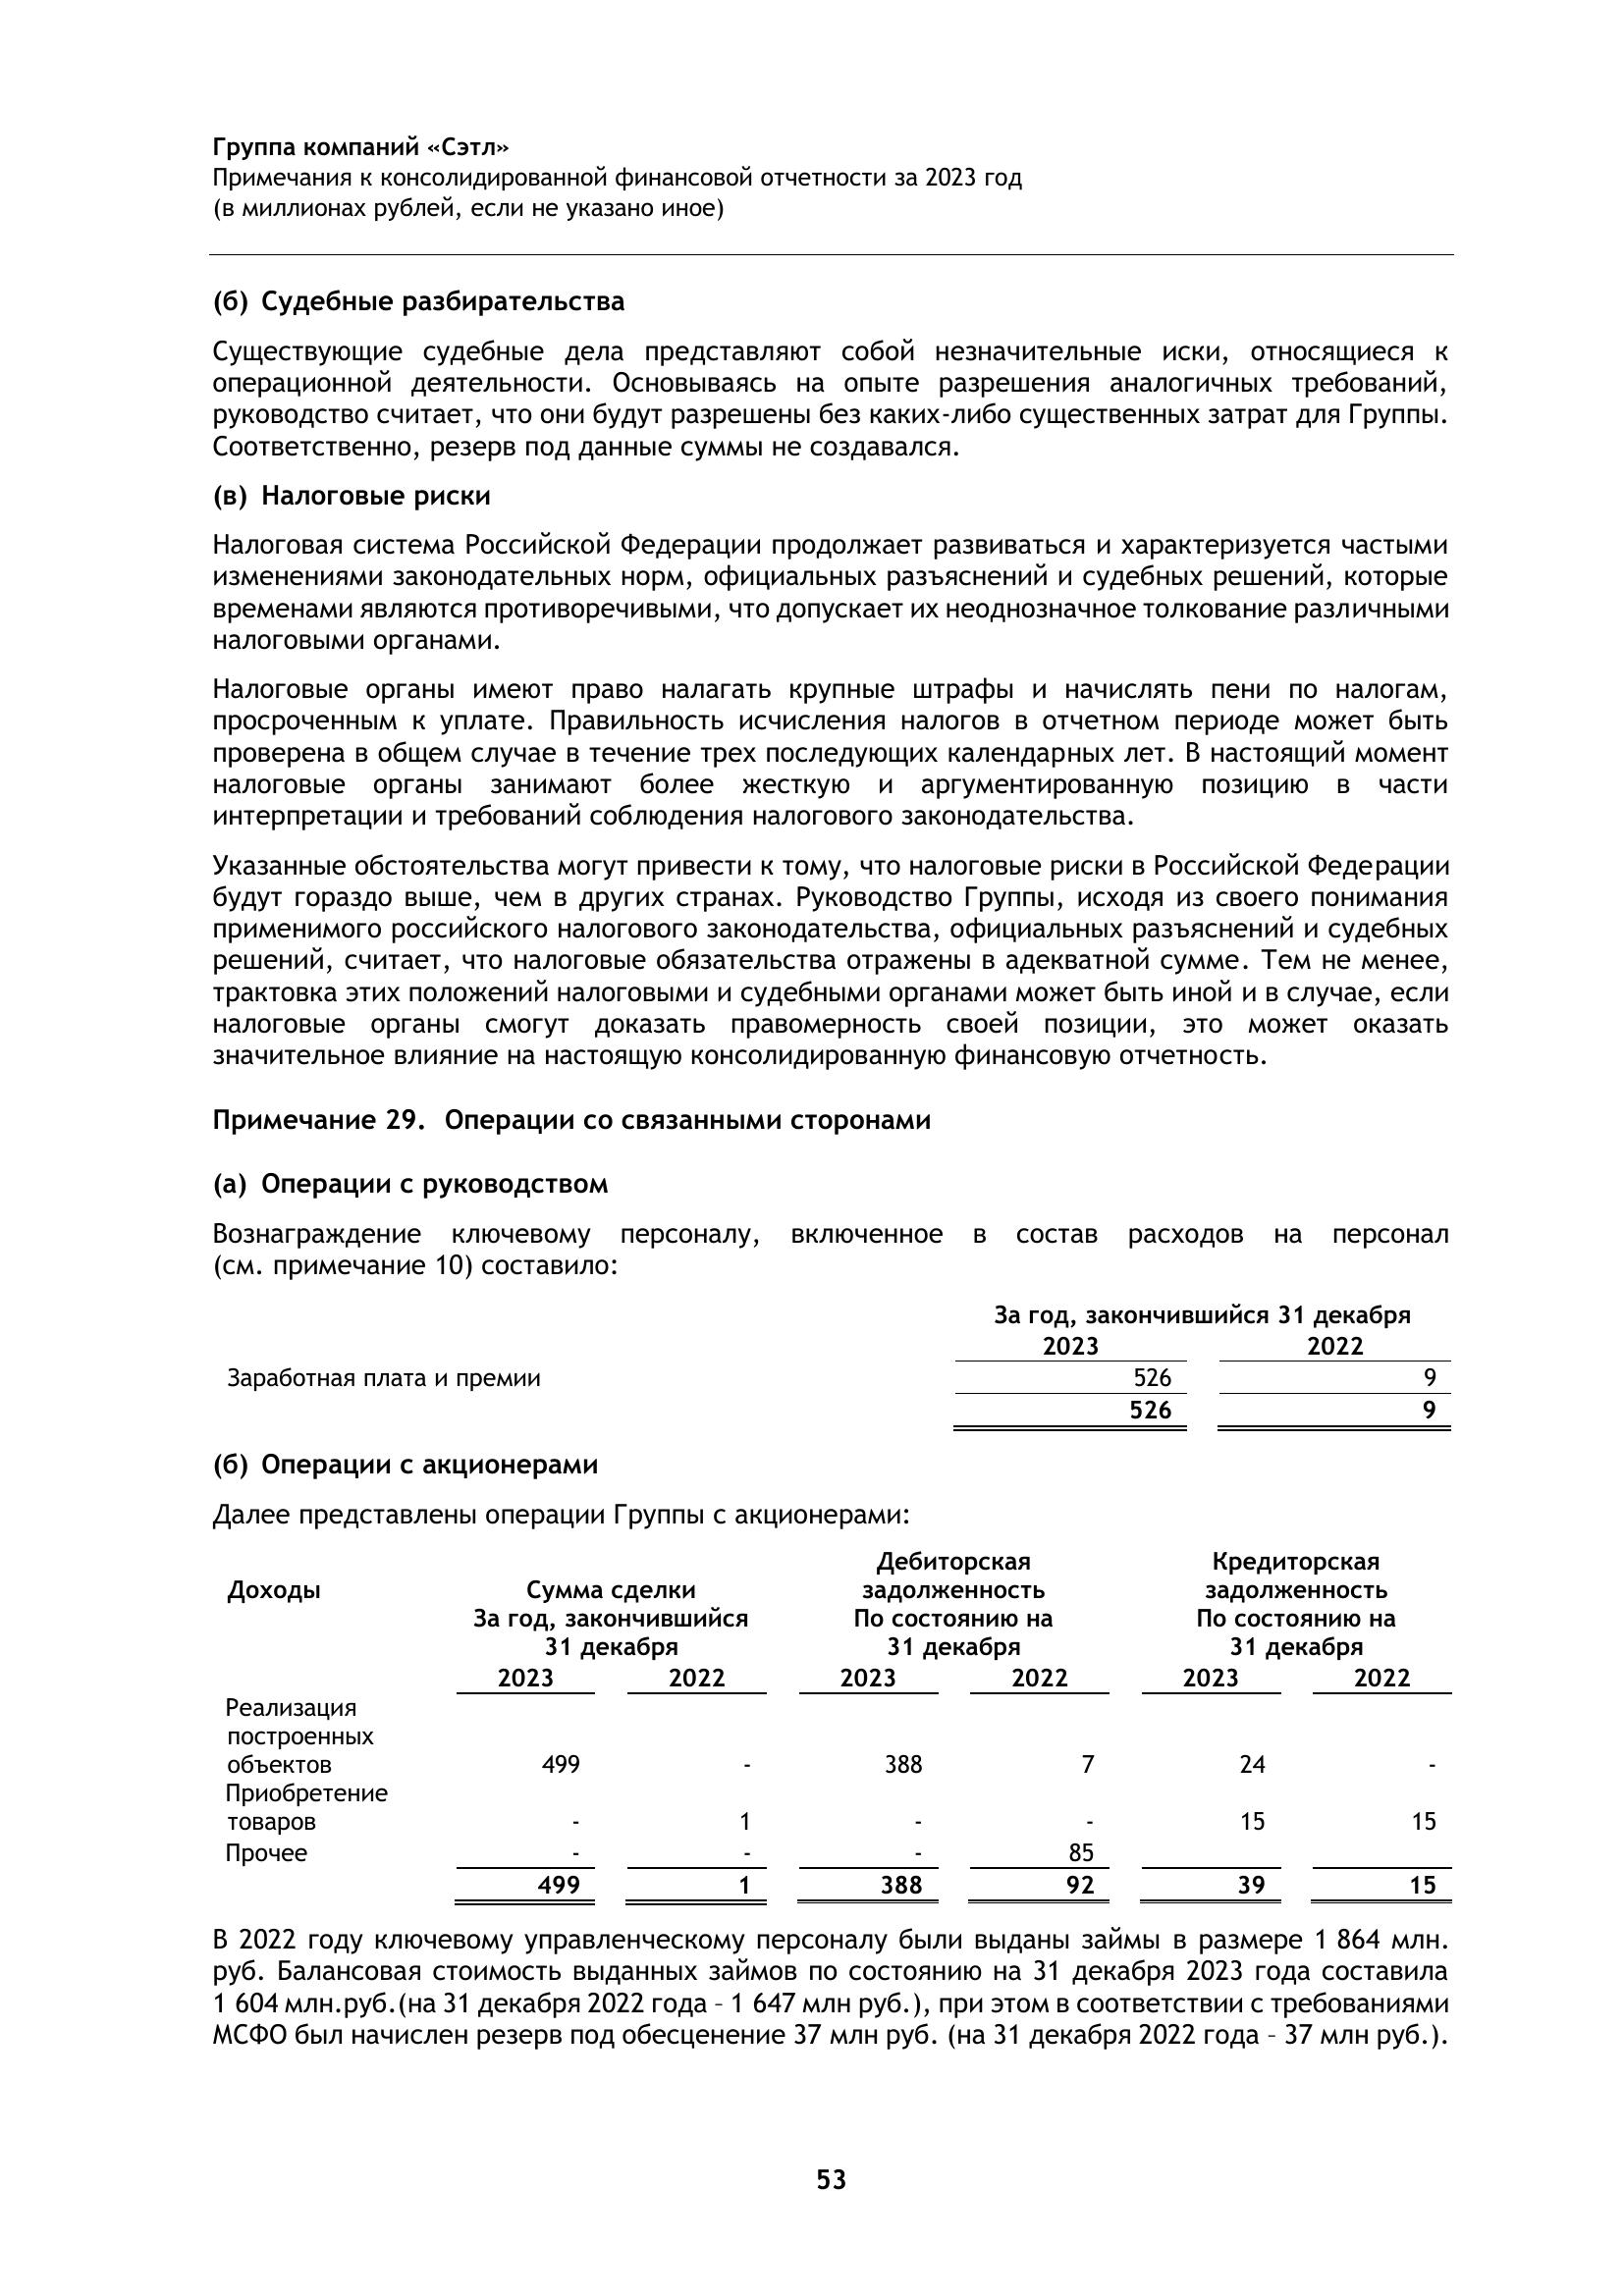 Группа компаний «Сэтл»
Примечания к консолидированной финансовой отчетности за 2023 год
(в миллионах рублей, если не указано иное)
(б) Судебные разбирательства
Существующие судебные дела представляют собой незначительные иски, относящиеся к
операционной деятельности. Основываясь на опыте разрешения аналогичных требований,
руководство считает, что они будут разрешены без каких-либо существенных затрат для Группы.
Соответственно, резерв под данные суммы не создавался.
(в) Налоговые риски
Налоговая система Российской Федерации продолжает развиваться и характеризуется частыми
изменениями законодательных норм, официальных разъяснений и судебных решений, которые
временами являются противоречивыми, что допускает их неоднозначное толкование различными
налоговыми органами.
Налоговые органы имеют право налагать крупные штрафы и начислять пени по налогам,
просроченным к уплате. Правильность исчисления налогов в отчетном периоде может быть
проверена в общем случае в течение трех последующих календарных лет. В настоящий момент
налоговые органы занимают более жесткую и аргументированную позицию в части
интерпретации и требований соблюдения налогового законодательства.
Указанные обстоятельства могут привести к тому, что налоговые риски в Российской Федерации
будут гораздо выше, чем в других странах. Руководство Группы, исходя из своего понимания
применимого российского налогового законодательства, официальных разъяснений и судебных
решений, считает, что налоговые обязательства отражены в адекватной сумме. Тем не менее,
трактовка этих положений налоговыми и судебными органами может быть иной и в случае, если
налоговые органы смогут доказать правомерность своей позиции, это может оказать
значительное влияние на настоящую консолидированную финансовую отчетность.
Примечание 29. Операции со связанными сторонами
(а) Операции с руководством
Вознаграждение ключевому персоналу, включенное в состав расходов на персонал
(см. примечание 10) составило:
За год, закончившийся 31 декабря
2023 2022
Заработная плата и премии 526 9
526 9
(б) Операции с акционерами
Далее представлены операции Группы с акционерами:
Дебиторская Кредиторская
Доходы Сумма сделки задолженность задолженность
За год, закончившийся По состоянию на По состоянию на
31 декабря 31 декабря 31 декабря
2023 2022 2023 2022 2023 2022
Реализация
построенных
объектов 499 - 388 7 24 -
Приобретение
товаров - 1 - - 15 15
Прочее - - - 85
499 1 388 92 39 15
В 2022 году ключевому управленческому персоналу были выданы займы в размере 1 864 млн.
руб. Балансовая стоимость выданных займов по состоянию на 31 декабря 2023 года составила
1 604 млн.руб.(на 31 декабря 2022 года – 1 647 млн руб.), при этом в соответствии с требованиями
МСФО был начислен резерв под обесценение 37 млн руб. (на 31 декабря 2022 года – 37 млн руб.).
53